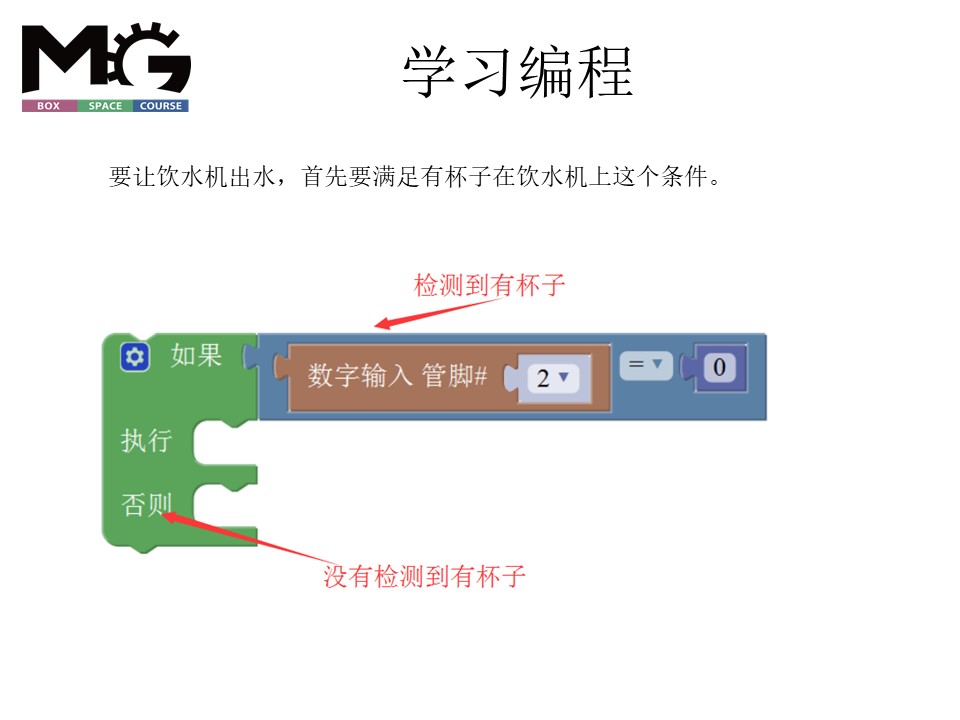 MG
BOX SPACE COURSE
学习编程
要让饮水机出水，首先要满足有杯子在饮水机上这个条件。
检测到有杯子
如果 数字输入 管脚# 2 = 0
执行
否则
没有检测到有杯子